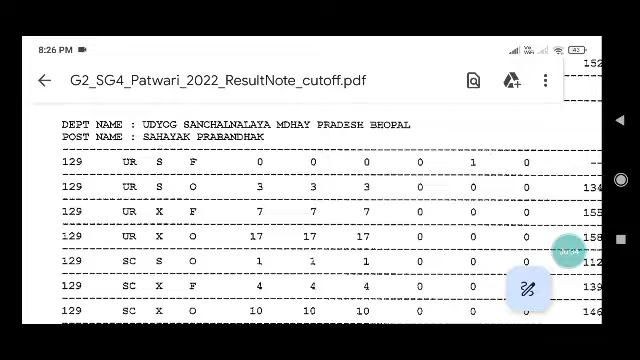 8:26 PM
43
152
G2_SG4_Patwari_2022_ResultNote_cutoff.pdf
DEPT NAME : UDYOG SANCHALNALAYA MDHAY PRADESH BHOPAL
POST NAME : SAHAYAK PRABANDHAK
129 UR S F 0 0 0 0 1 0 --
129 UR S O 3 3 3 0 0 0 134
129 UR X F 7 7 7 0 0 0 155
129 UR X O 17 17 17 0 0 0 158
129 SC S O 1 1 1 0 0 0 112
129 SC X F 4 4 4 0 0 139
129 SC X O 10 10 10 0 0 0 146